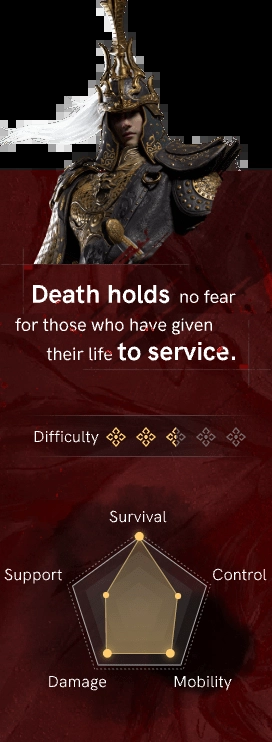 Death holds no fear
for those who have given
their life to service.
Difficulty
Survival
Support
Control
Damage
Mobility